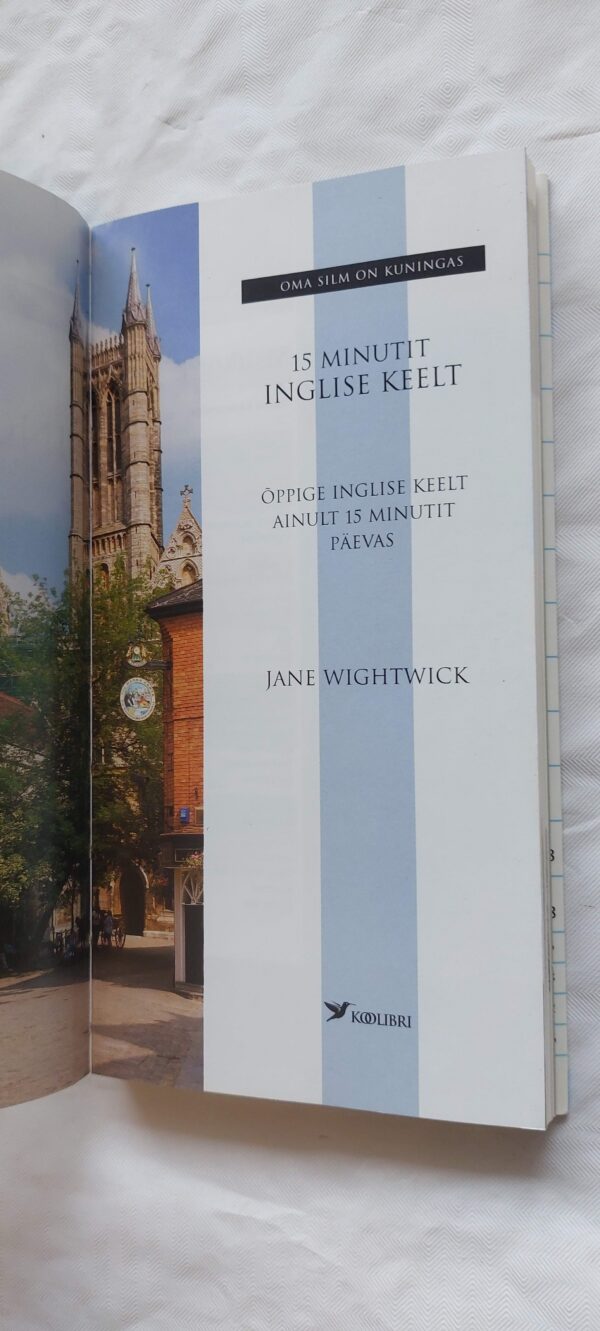 OMA SILM ON KUNINGAS
15 MINUTIT
INGLISE KEELT
ÕPPIGE INGLISE KEELT
AINULT 15 MINUTIT
PÄEVAS
JANE WIGHTWICK
KOOLIBRI